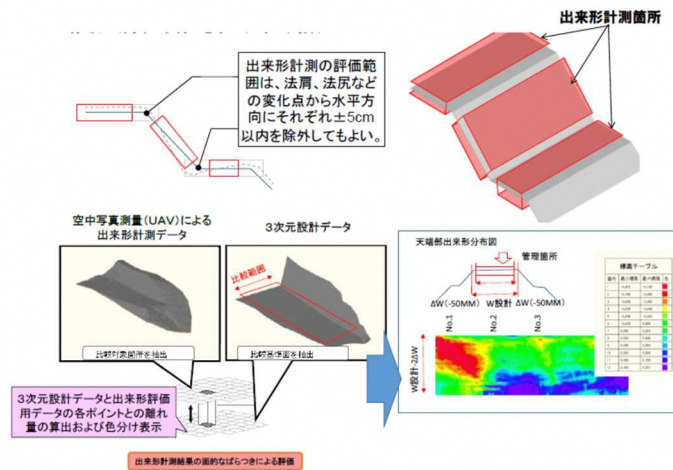 出来形計測箇所
出来形計測の評価範
囲は、法肩、法尻など
の変化点から水平方
向にそれぞれ±5cm
以内を除外してもよい。
空中写真測量(UAV)による
出来形計測データ
3次元設計データ
比較範囲
比較対象箇所を抽出
比較基準面を抽出
3次元設計データと出来形評価
用データの各ポイントとの離れ
量の算出および色分け表示
出来形計測結果の面的なばらつきによる評価
天端部出来形分布図
管理箇所
ΔW(-50MM)
W設計
ΔW(-50MM)
No.1
No.2
No.3
W設計-2ΔW
標高テーブル